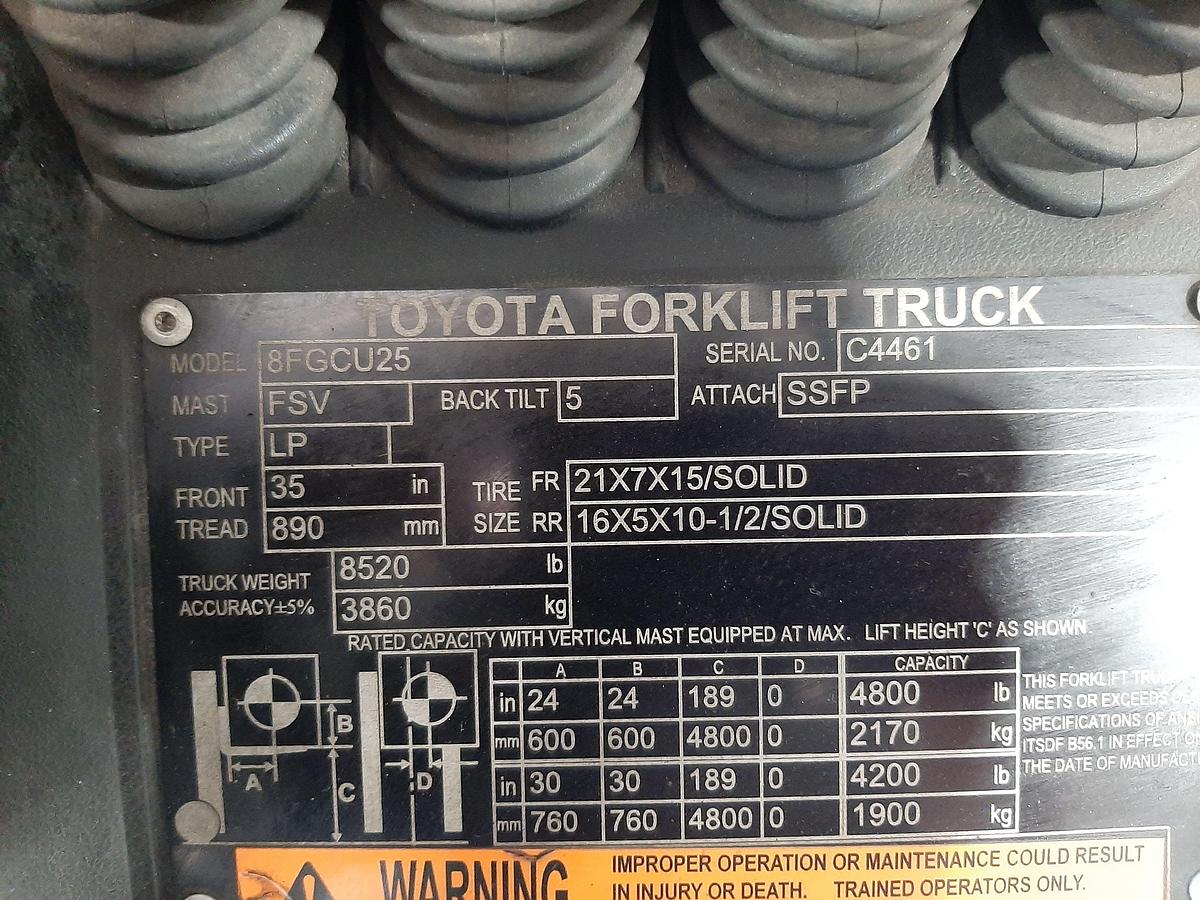 TOYOTA FORKLIFT TRUCK
MODEL 8FGCU25 SERIAL NO. C4461
MAST FSV BACK TILT 5 ATTACH SSFP
TYPE LP
FRONT TREAD 35 in TIRE SIZE FR 21X7X15/SOLID
890 mm RR 16X5X10-1/2/SOLID
TRUCK WEIGHT 8520 lb
ACCURACY±5% 3860 kg
RATED CAPACITY WITH VERTICAL MAST EQUIPPED AT MAX. LIFT HEIGHT 'C' AS SHOWN.
A B C D
A B C D CAPACITY
in 24 24 189 0 4800 lb
mm 600 600 4800 0 2170 kg
in 30 30 189 0 4200 lb
mm 760 760 4800 0 1900 kg
THIS FORKLIFT
MEETS OR EXCEEDS
SPECIFICATIONS OF
ITSDF B56.1 IN EFFECT
THE DATE OF
WARNING
IMPROPER OPERATION OR MAINTENANCE COULD RESULT
IN INJURY OR DEATH. TRAINED OPERATORS ONLY.